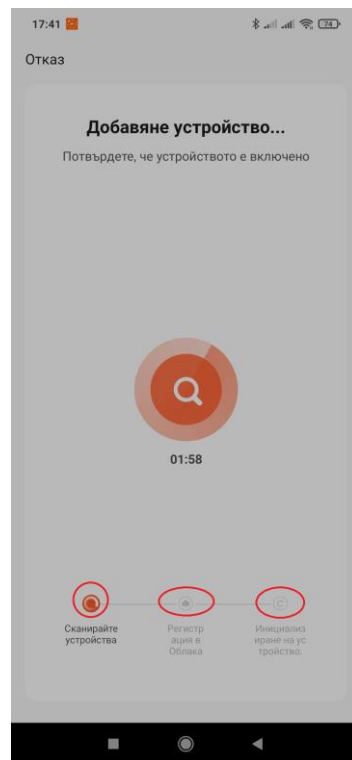 17:41
74
Отказ
Добавяне устройство...
Потвърдете, че устройството е включено
01:58
Сканирайте
устройства
Регистр
ация в
Облака
Инициализ
иране на ус
тройство.